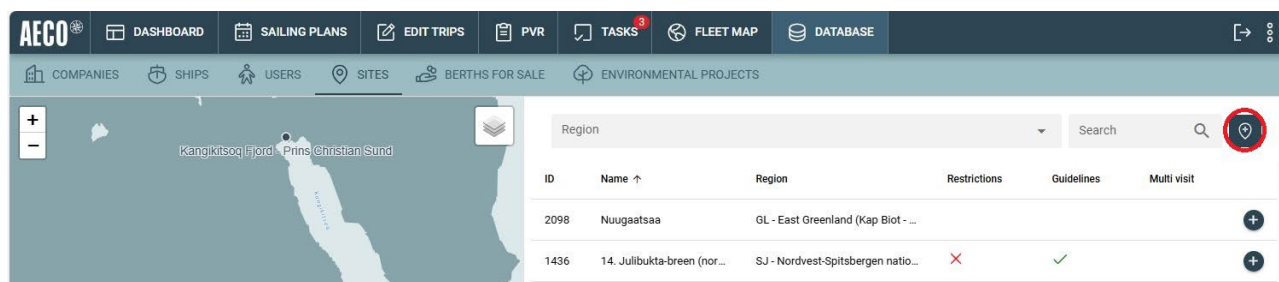 AECO DASHBOARD SAILING PLANS EDIT TRIPS PVR TASKS 3 FLEET MAP DATABASE
COMPANIES SHIPS USERS SITES BERTHS FOR SALE ENVIRONMENTAL PROJECTS
+
−
Kangikitsoq Fjord - Prins Christian Sund
Region Search
ID Name ↑ Region Restrictions Guidelines Multi visit
2098 Nuugaatsaa GL - East Greenland (Kap Biot - ...
1436 14. Julibukta-breen (nor... SJ - Nordvest-Spitsbergen natio...